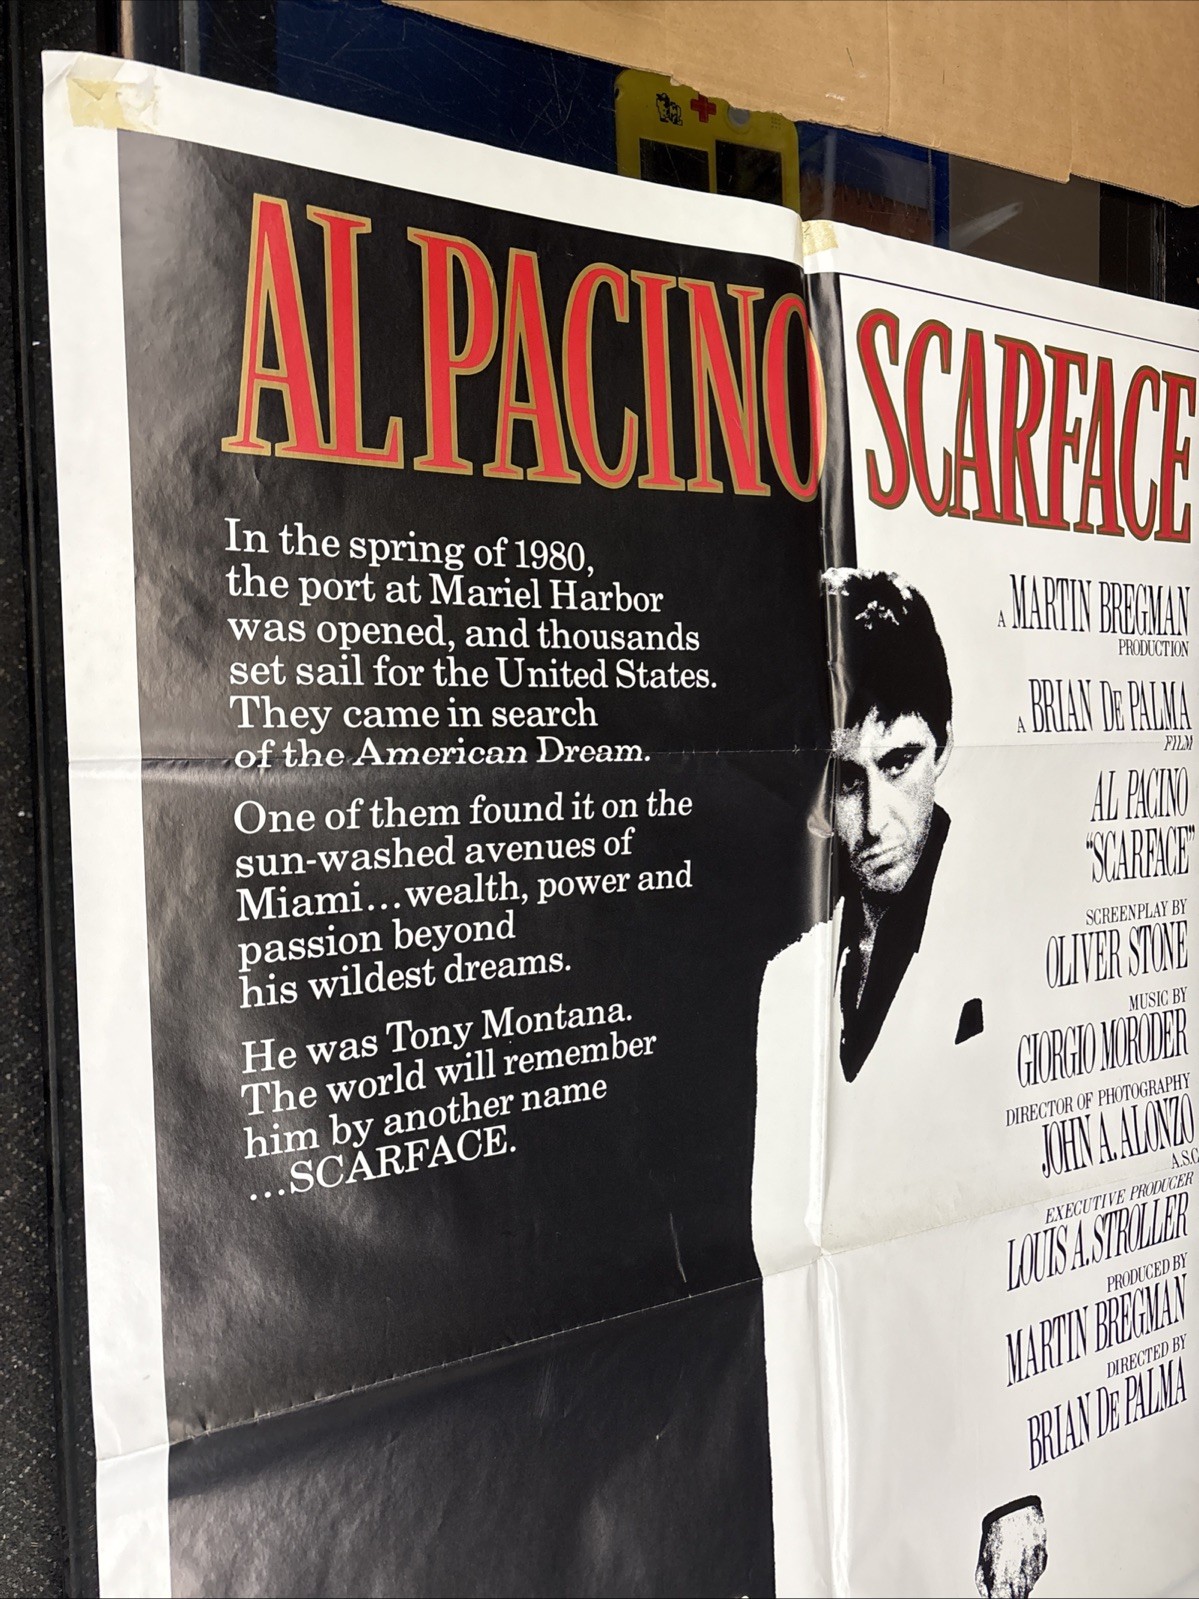 AL PACINO
SCARFACE
In the spring of 1980,
the port at Mariel Harbor
was opened, and thousands
set sail for the United States.
They came in search
of the American Dream.
One of them found it on the
sun-washed avenues of
Miami...wealth, power and
passion beyond
his wildest dreams.
He was Tony Montana.
The world will remember
him by another name
...SCARFACE.
A MARTIN BREGMAN
PRODUCTION
A BRIAN DE PALMA
FILM
AL PACINO
“SCARFACE”
SCREENPLAY BY
OLIVER STONE
MUSIC BY
GIORGIO MORODER
DIRECTOR OF PHOTOGRAPHY
JOHN A. ALONZO
A.S.C.
EXECUTIVE PRODUCER
LOUIS A. STROLLER
PRODUCED BY
MARTIN BREGMAN
DIRECTED BY
BRIAN DE PALMA